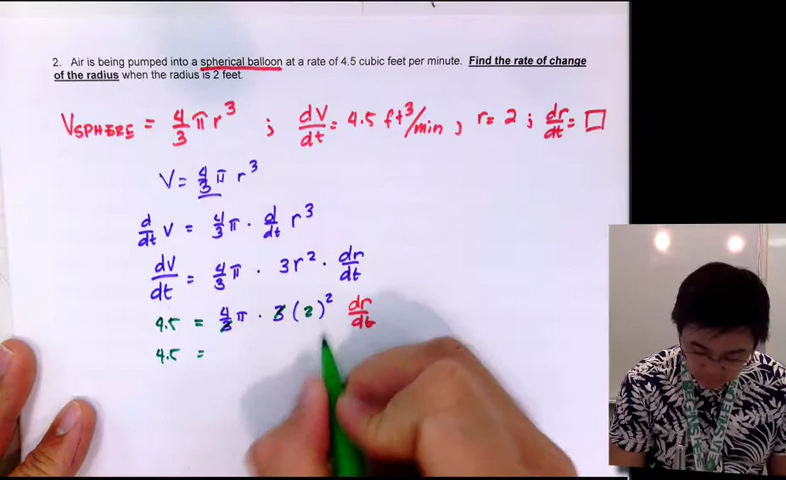 2. Air is being pumped into a spherical balloon at a rate of 4.5 cubic feet per minute. Find the rate of change
of the radius when the radius is 2 feet.
V_SPHERE = 4/3 π r³ ; dV/dt = 4.5 ft³/min ; r = 2 ; dr/dt = □
V = 4/3 π r³
d/dt V = 4/3 π · d/dt r³
dV/dt = 4/3 π · 3r² · dr/dt
4.5 = 4/3 π · 3(2)² dr/dt
4.5 =